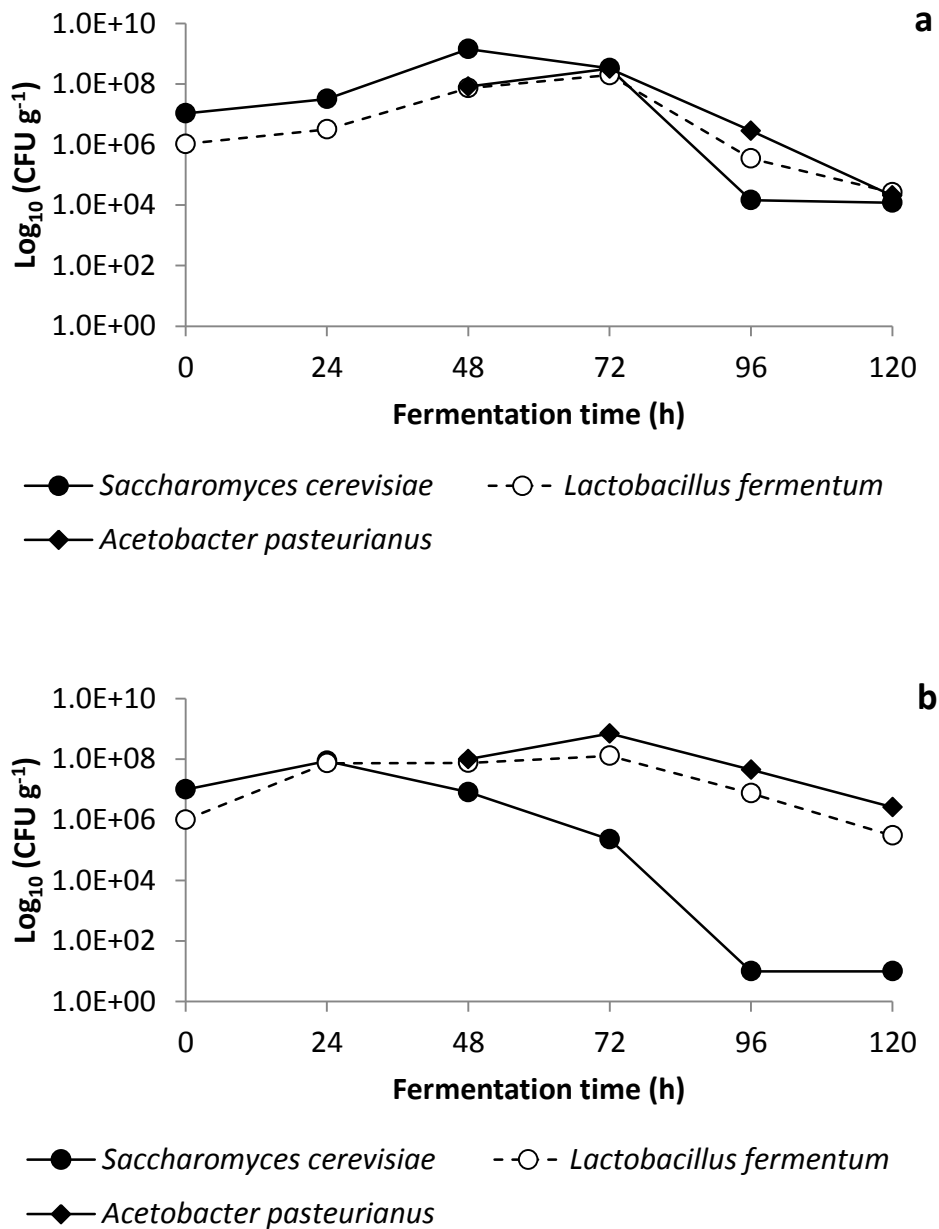 a
1.0E+10
1.0E+08
1.0E+06
1.0E+04
1.0E+02
1.0E+00
Log₁₀ (CFU g⁻¹)
0 24 48 72 96 120
Fermentation time (h)
Saccharomyces cerevisiae Lactobacillus fermentum
Acetobacter pasteurianus
b
1.0E+10
1.0E+08
1.0E+06
1.0E+04
1.0E+02
1.0E+00
Log₁₀ (CFU g⁻¹)
0 24 48 72 96 120
Fermentation time (h)
Saccharomyces cerevisiae Lactobacillus fermentum
Acetobacter pasteurianus